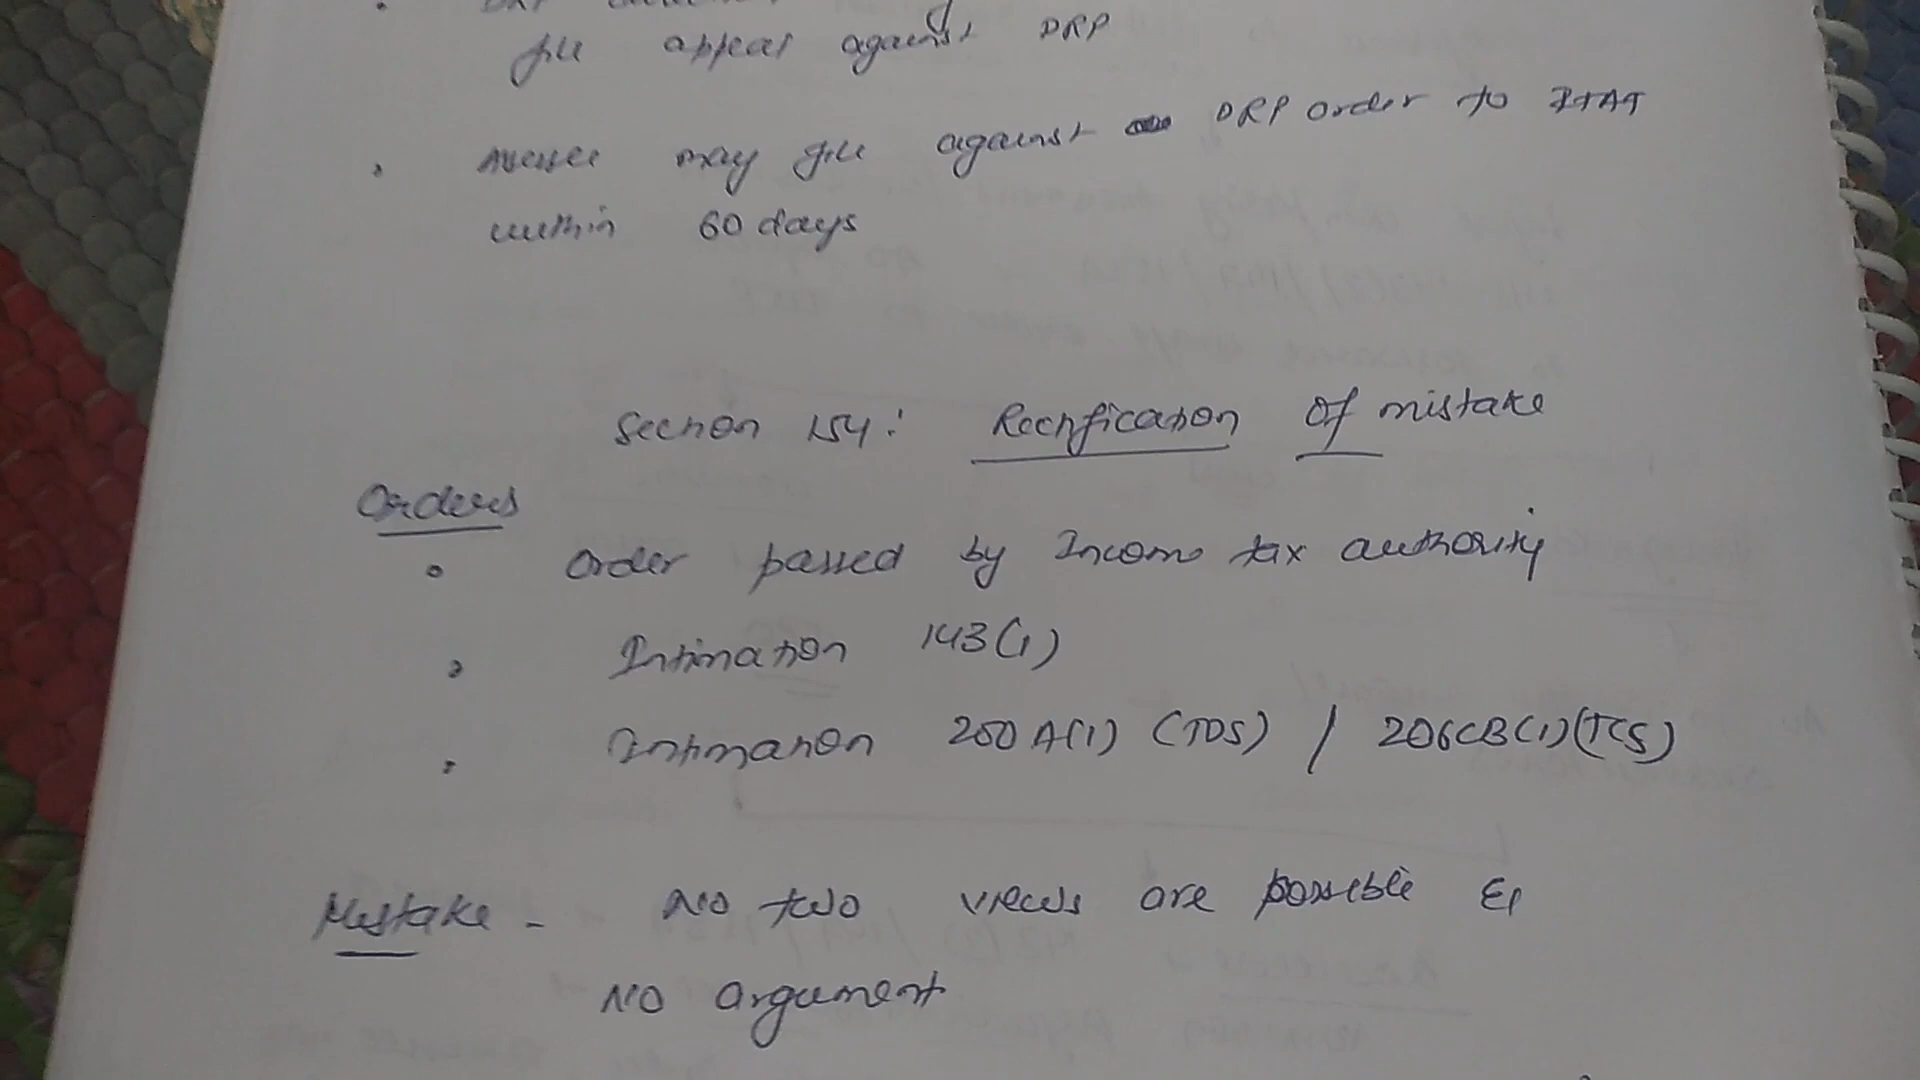 DRP
file appeal against DRP
Assessee may file against DRP order to ITAT
within 60 days
Section 154: Rectification Of mistake
Orders
Order passed by Income tax authority
Intimation 143(1)
Intimation 200A(1) (TDS) / 206CB(1)(TCS)
Mistake - No two views are possible &
No argument